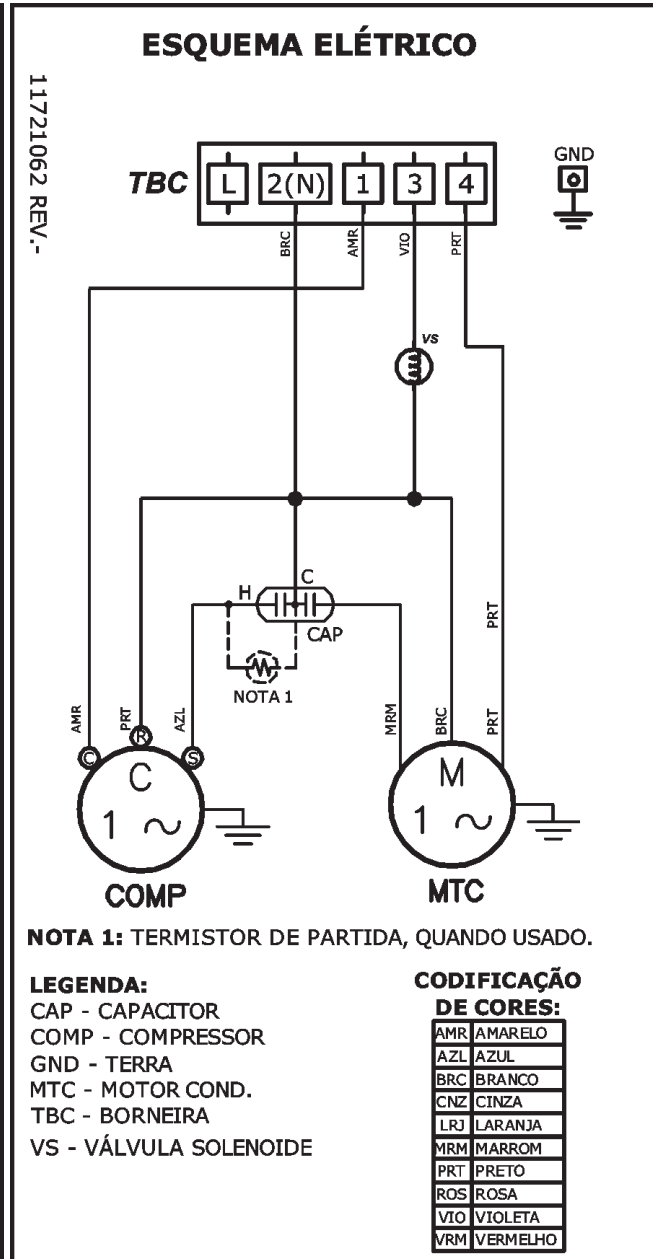 ESQUEMA ELÉTRICO
11721062 REV.-
TBC L 2(N) 1 3 4
GND
BRC AMR VIO PRT
VS
C
H
CAP
NOTA 1
PRT
AMR PRT AZL MRM BRC PRT
C R S
C M
1 1
COMP MTC
NOTA 1: TERMISTOR DE PARTIDA, QUANDO USADO.
LEGENDA:
CAP - CAPACITOR
COMP - COMPRESSOR
GND - TERRA
MTC - MOTOR COND.
TBC - BORNEIRA
VS - VÁLVULA SOLENOIDE
CODIFICAÇÃO
DE CORES:
AMR AMARELO
AZL AZUL
BRC BRANCO
CNZ CINZA
LRJ LARANJA
MRM MARROM
PRT PRETO
ROS ROSA
VIO VIOLETA
VRM VERMELHO